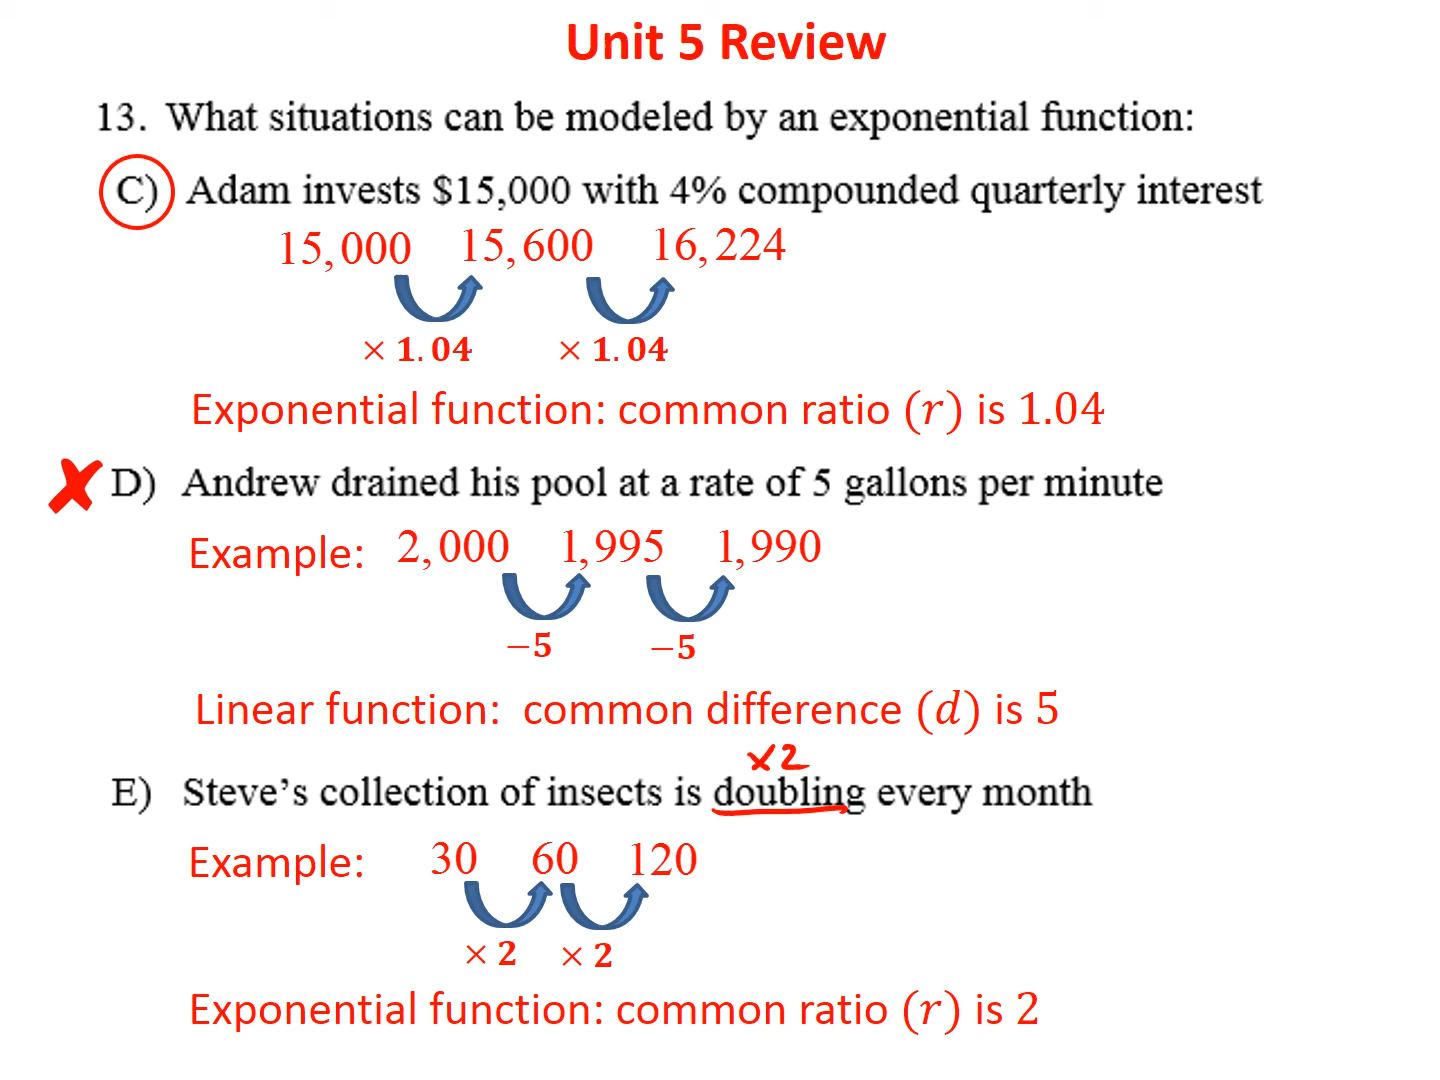 Unit 5 Review
13. What situations can be modeled by an exponential function:
C) Adam invests $15,000 with 4% compounded quarterly interest
15,000 15,600 16,224
× 1.04 × 1.04
Exponential function: common ratio (r) is 1.04
✘ D) Andrew drained his pool at a rate of 5 gallons per minute
Example: 2,000 1,995 1,990
−5 −5
Linear function: common difference (d) is 5
×2
E) Steve's collection of insects is doubling every month
Example: 30 60 120
× 2 × 2
Exponential function: common ratio (r) is 2